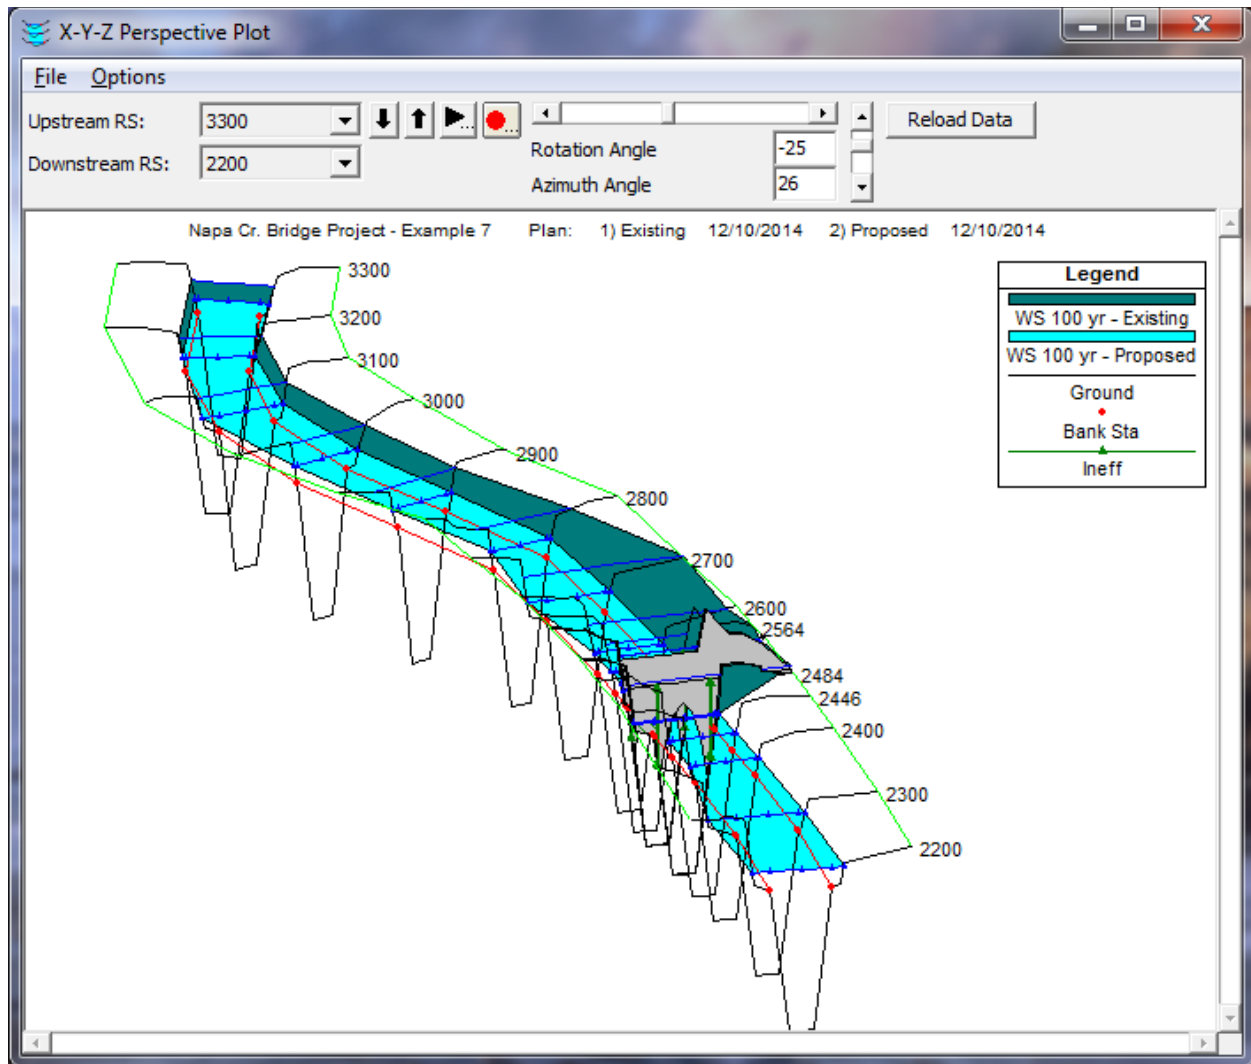 X-Y-Z Perspective Plot
File Options
Upstream RS: 3300
Downstream RS: 2200
Rotation Angle -25
Azimuth Angle 26
Reload Data
Napa Cr. Bridge Project - Example 7 Plan: 1) Existing 12/10/2014 2) Proposed 12/10/2014
3300
3200
3100
3000
2900
2800
2700
2600
2564
2484
2446
2400
2300
2200
Legend
WS 100 yr - Existing
WS 100 yr - Proposed
Ground
Bank Sta
Ineff